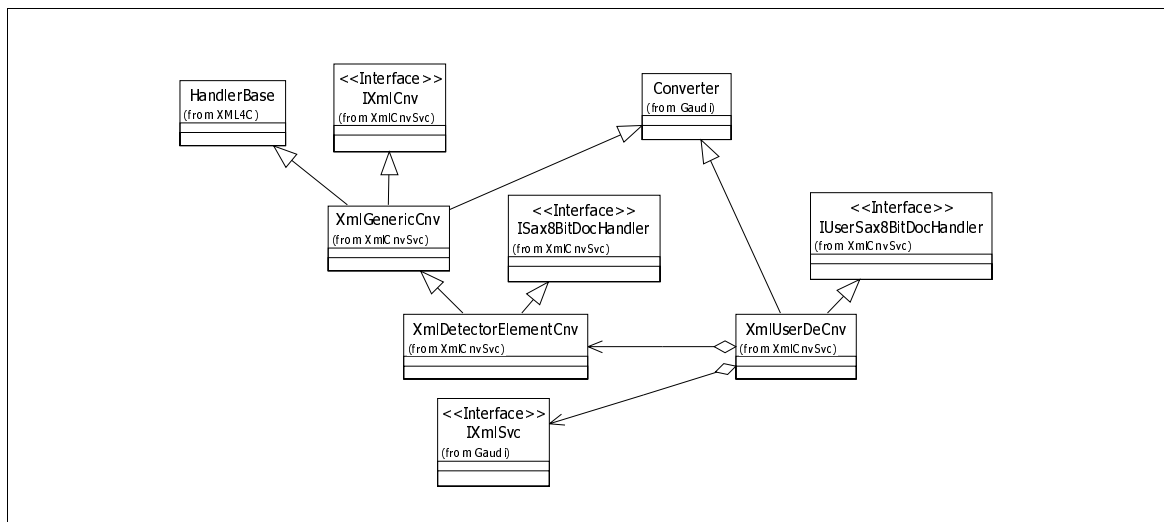 HandlerBase
(from XML4C)
<<Interface>>
IXmlCnv
(from XmlCnvSvc)
Converter
(from Gaudi)
XmlGenericCnv
(from XmlCnvSvc)
<<Interface>>
ISax8BitDocHandler
(from XmlCnvSvc)
<<Interface>>
IUserSax8BitDocHandler
(from XmlCnvSvc)
XmlDetectorElementCnv
(from XmlCnvSvc)
XmlUserDeCnv
(from XmlCnvSvc)
<<Interface>>
IXmlSvc
(from Gaudi)